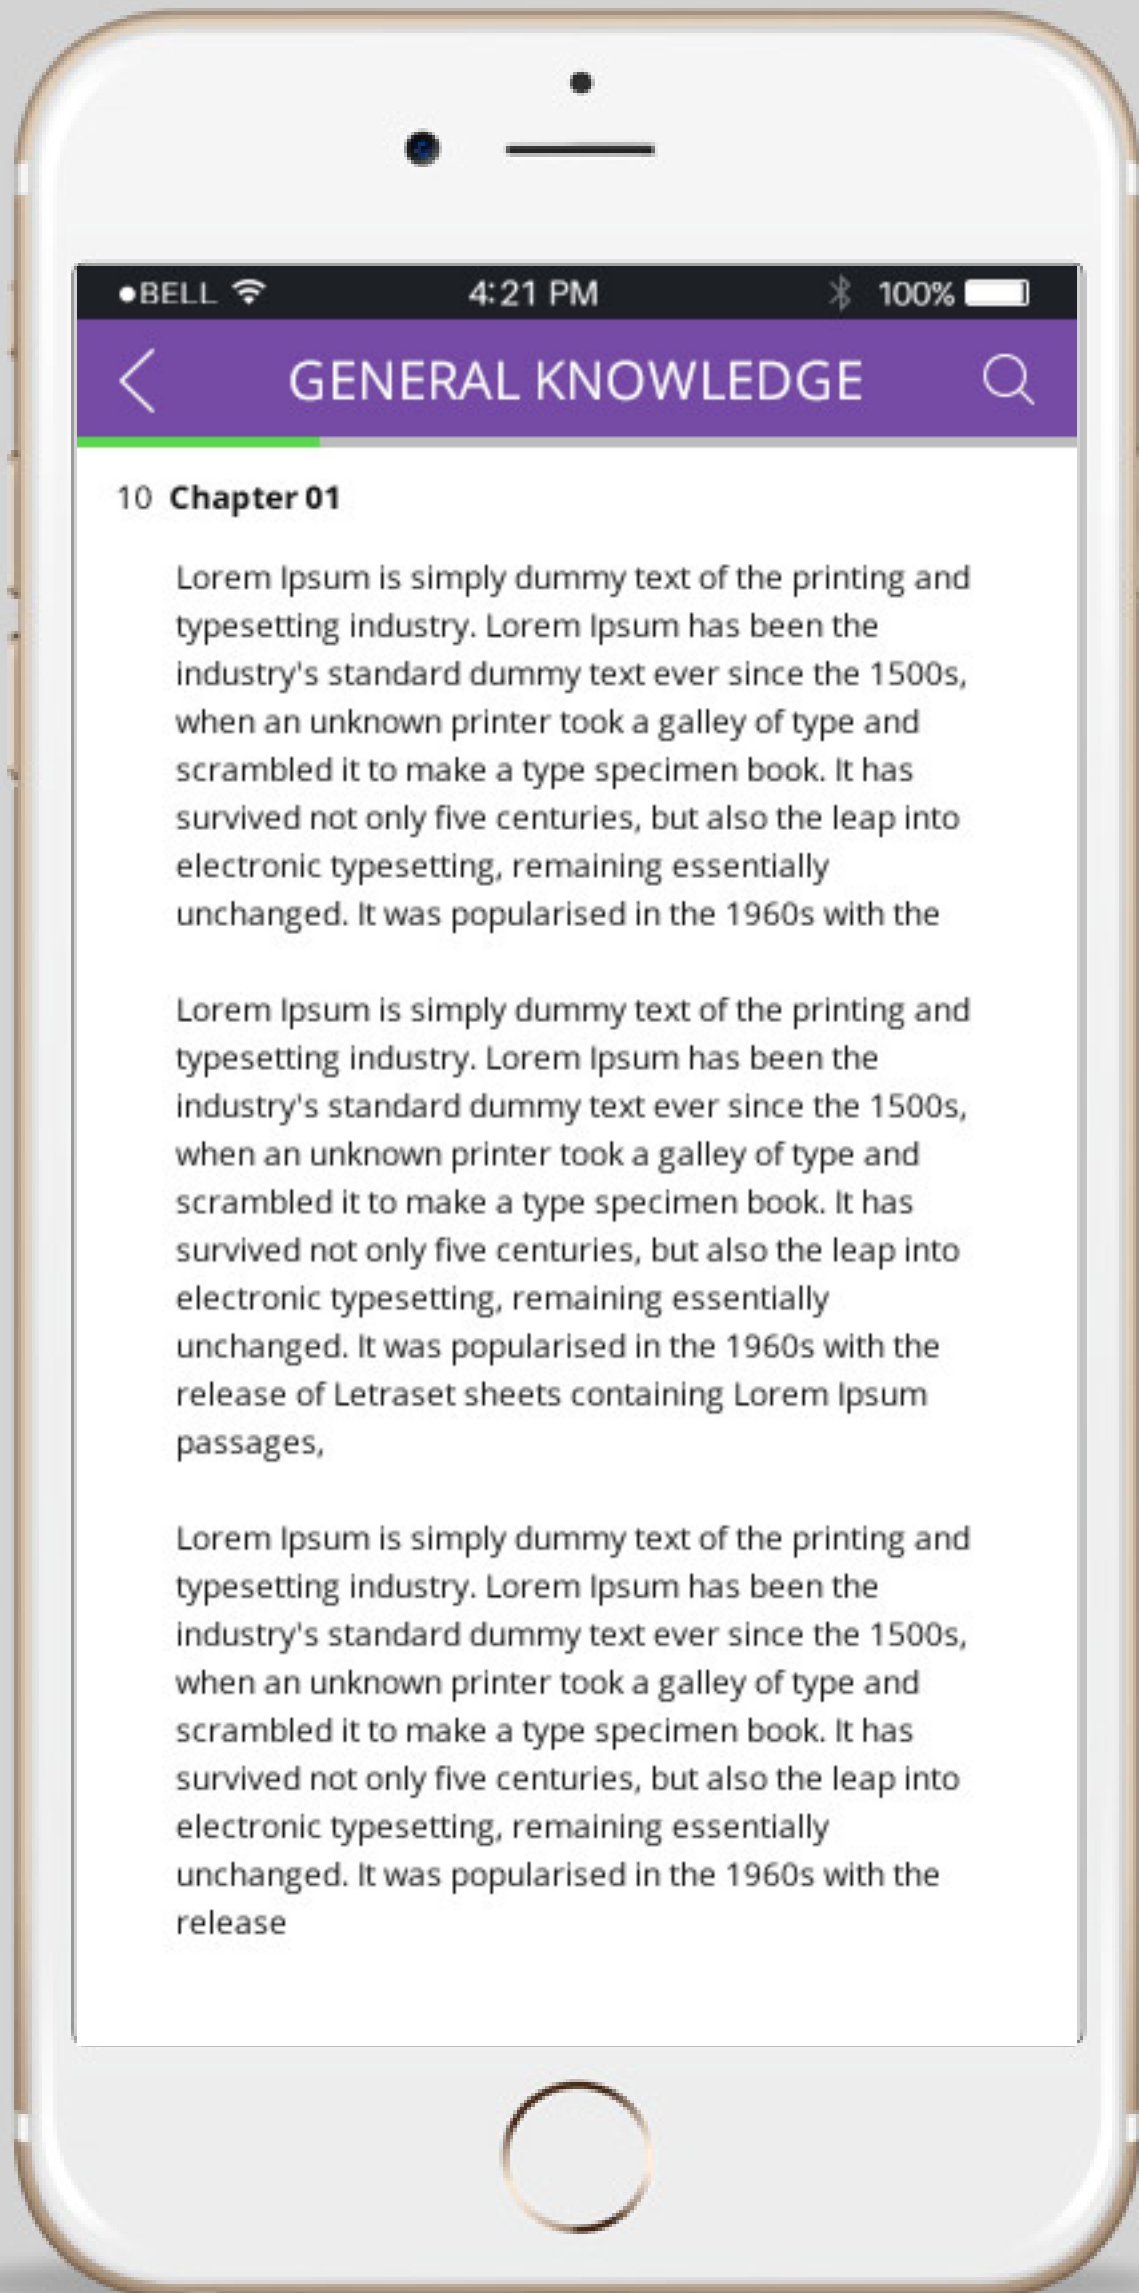 BELL 4:21 PM 100%
GENERAL KNOWLEDGE
10 Chapter 01
Lorem Ipsum is simply dummy text of the printing and
typesetting industry. Lorem Ipsum has been the
industry's standard dummy text ever since the 1500s,
when an unknown printer took a galley of type and
scrambled it to make a type specimen book. It has
survived not only five centuries, but also the leap into
electronic typesetting, remaining essentially
unchanged. It was popularised in the 1960s with the
Lorem Ipsum is simply dummy text of the printing and
typesetting industry. Lorem Ipsum has been the
industry's standard dummy text ever since the 1500s,
when an unknown printer took a galley of type and
scrambled it to make a type specimen book. It has
survived not only five centuries, but also the leap into
electronic typesetting, remaining essentially
unchanged. It was popularised in the 1960s with the
release of Letraset sheets containing Lorem Ipsum
passages,
Lorem Ipsum is simply dummy text of the printing and
typesetting industry. Lorem Ipsum has been the
industry's standard dummy text ever since the 1500s,
when an unknown printer took a galley of type and
scrambled it to make a type specimen book. It has
survived not only five centuries, but also the leap into
electronic typesetting, remaining essentially
unchanged. It was popularised in the 1960s with the
release